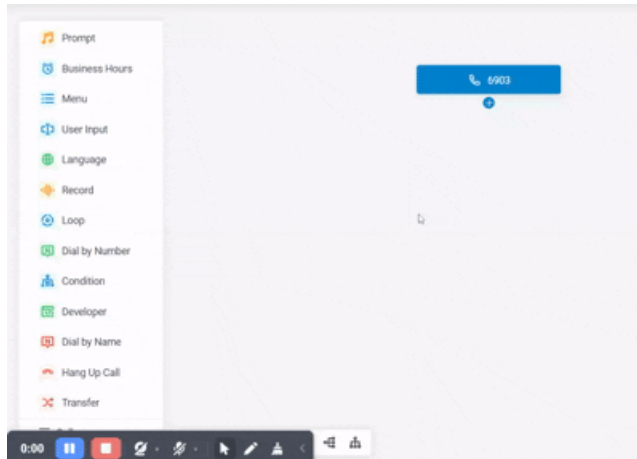 Prompt
6903
Business Hours
Menu
User Input
Language
Record
Loop
Dial by Number
Condition
Developer
Dial by Name
Hang Up Call
Transfer
0:00